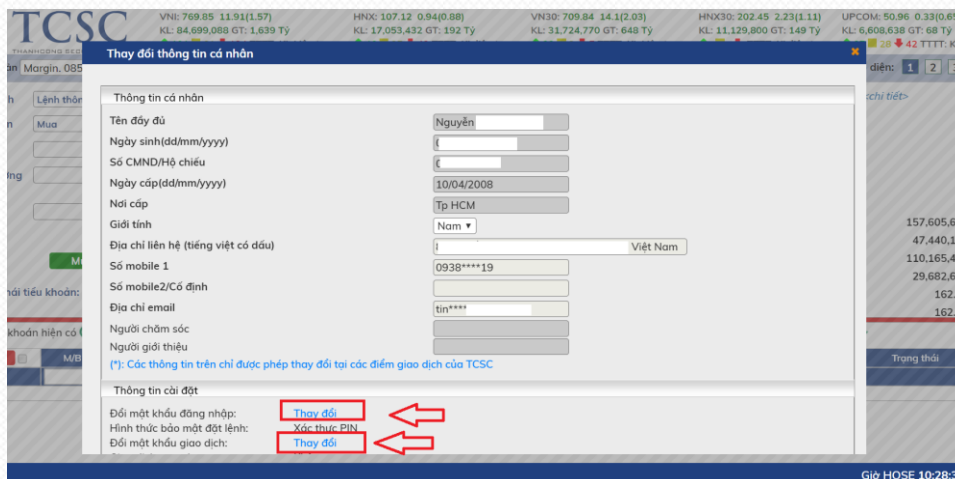 TCSC
VNI: 769.85 11.91(1.57) HNX: 107.12 0.94(0.88) VN30: 709.84 14.1(2.03) HNX30: 202.45 2.23(1.11) UPCOM: 50.96
KL: 84,699,088 GT: 1,639 Tỷ KL: 17,053,432 GT: 192 Tỷ KL: 31,724,770 GT: 648 Tỷ KL: 11,129,800 GT: 149 Tỷ KL: 6,608,638 GT: 68 Tỷ
28 42 TTTT:
Thay đổi thông tin cá nhân
Margin. 085
diện: 1 2
Lệnh
<chi tiết>
Mua
Thông tin cá nhân
Tên đầy đủ Nguyễn
Ngày sinh(dd/mm/yyyy)
Số CMND/Hộ chiếu
Ngày cấp(dd/mm/yyyy) 10/04/2008
Nơi cấp Tp HCM
Giới tính Nam
157,605,6
Địa chỉ liên hệ (tiếng việt có dấu) Việt Nam
47,440,1
Số mobile 1 0938****19
110,165,4
29,682,6
Số mobile2/Cố định
tiểu khoản:
162.
Địa chỉ email tin****
162.
Người chăm sóc
khoán hiện có
Người giới thiệu
M/B
Trạng thái
(*): Các thông tin trên chỉ được phép thay đổi tại các điểm giao dịch của TCSC
Thông tin cài đặt
Đổi mật khẩu đăng nhập: Thay đổi
Hình thức bảo mật đặt lệnh: Xác thực PIN
Đổi mật khẩu giao dịch: Thay đổi
Giờ HOSE 10:28:3